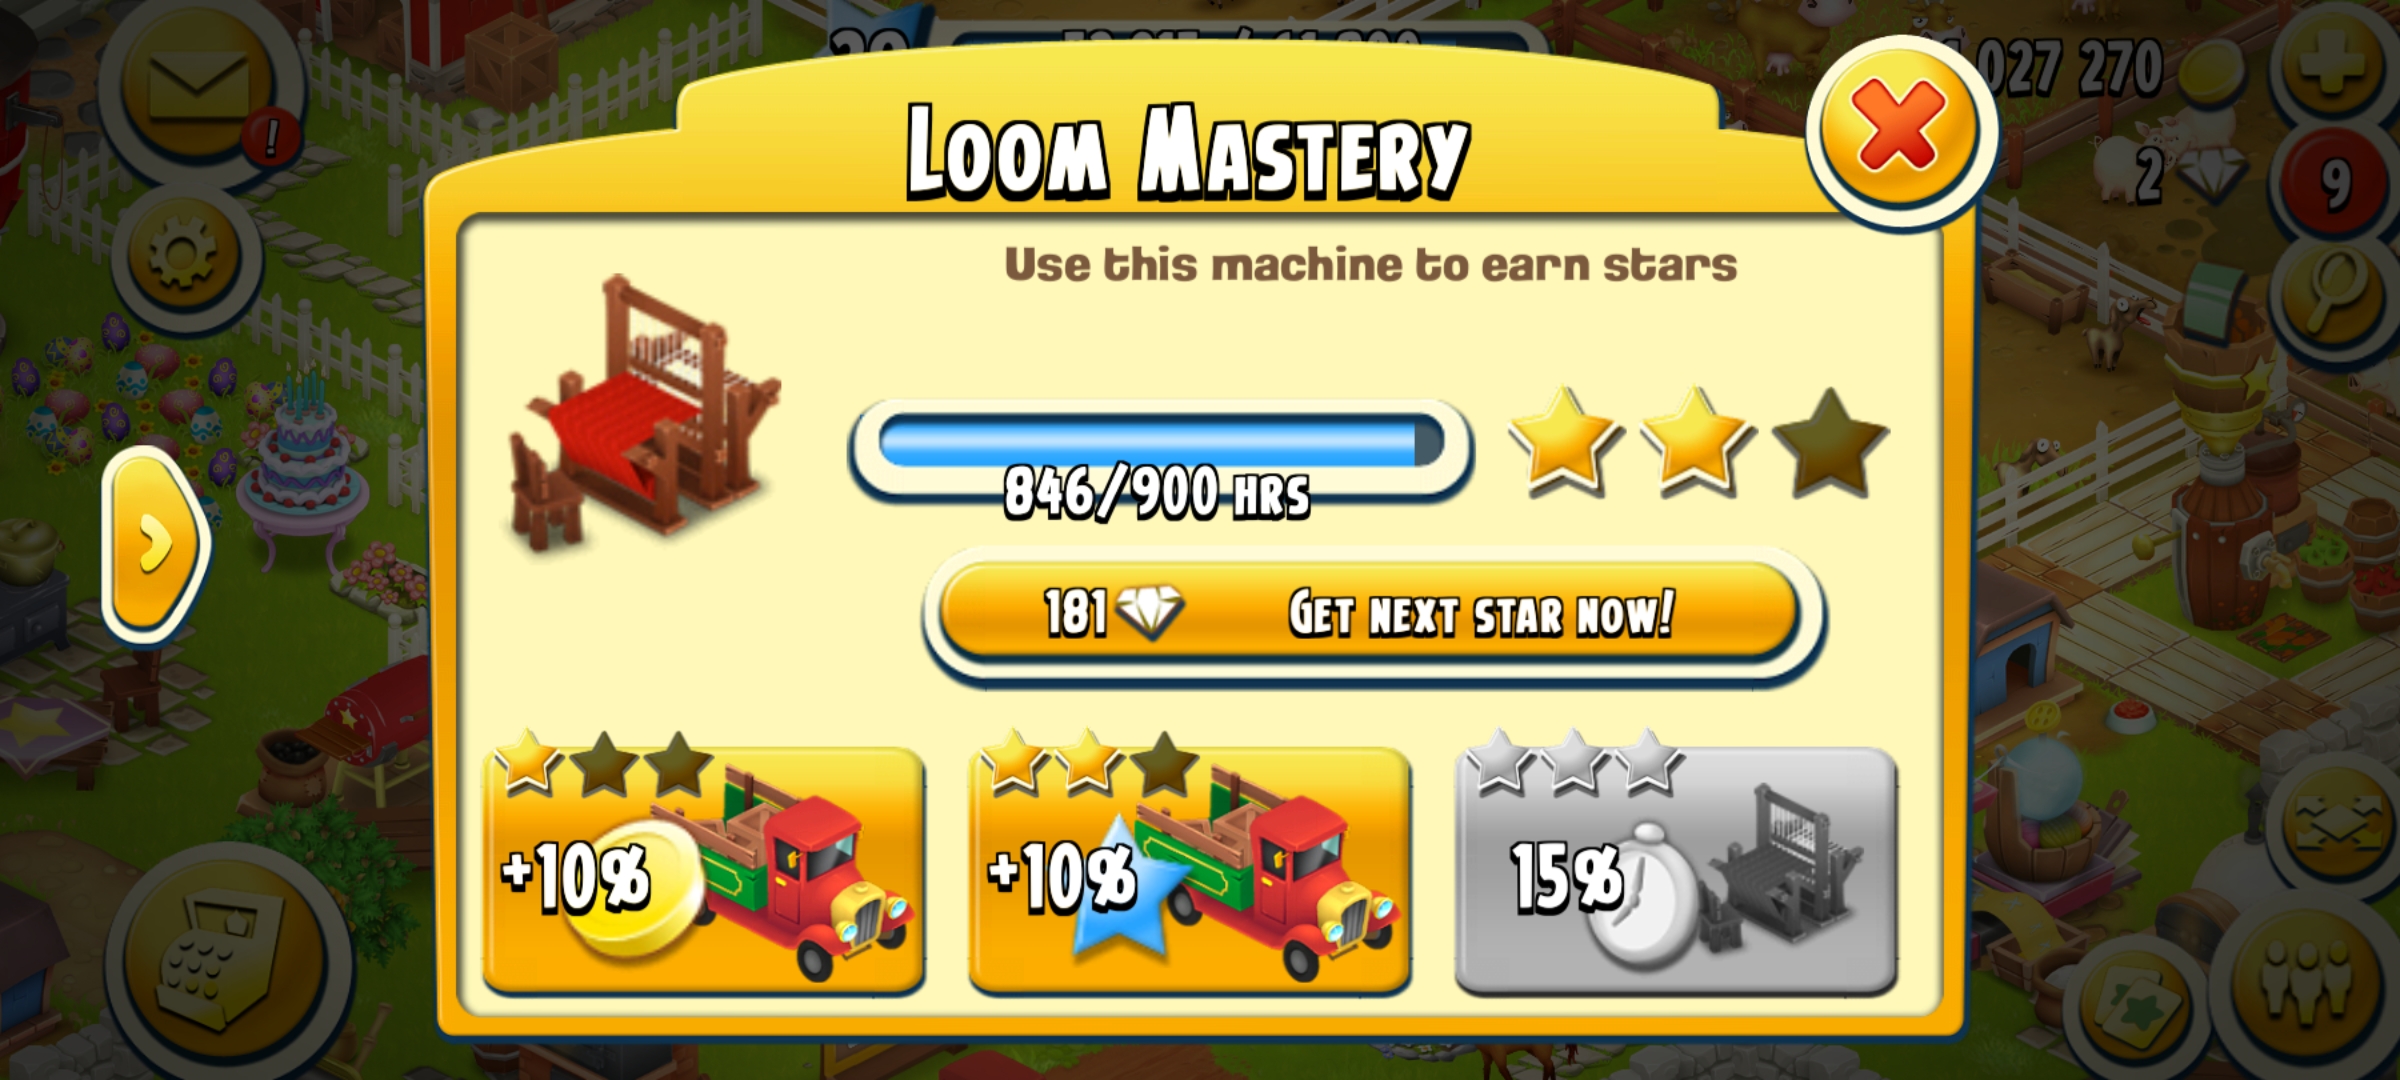 027 270
Loom Mastery
!
2
9
Use this machine to earn stars
846/900 hrs
181 Get next star now!
+10%
+10%
15%